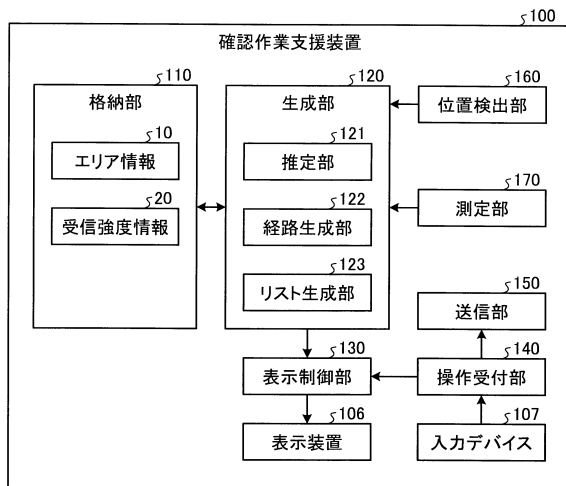 100
確認作業支援装置
110
格納部
10
エリア情報
20
受信強度情報
120
生成部
121
推定部
122
経路生成部
123
リスト生成部
160
位置検出部
170
測定部
150
送信部
130
表示制御部
140
操作受付部
106
表示装置
107
入力デバイス